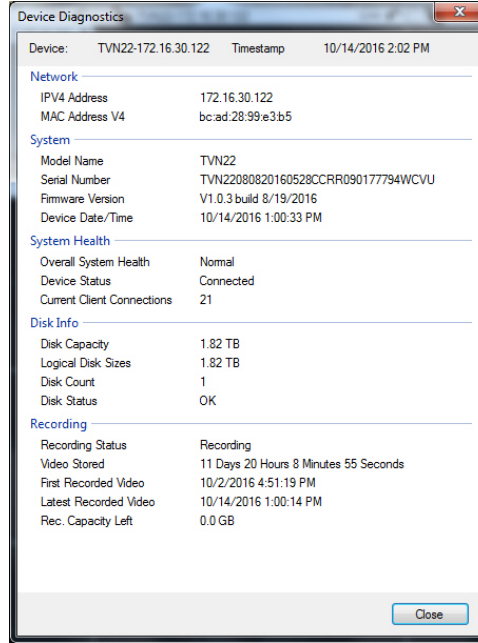 Device Diagnostics
Device: TVN22-172.16.30.122 Timestamp 10/14/2016 2:02 PM
Network
IPV4 Address 172.16.30.122
MAC Address V4 bc:ad:28:99:e3:b5
System
Model Name TVN22
Serial Number TVN22080820160528CCRR090177794WCVU
Firmware Version V1.0.3 build 8/19/2016
Device Date/Time 10/14/2016 1:00:33 PM
System Health
Overall System Health Normal
Device Status Connected
Current Client Connections 21
Disk Info
Disk Capacity 1.82 TB
Logical Disk Sizes 1.82 TB
Disk Count 1
Disk Status OK
Recording
Recording Status Recording
Video Stored 11 Days 20 Hours 8 Minutes 55 Seconds
First Recorded Video 10/2/2016 4:51:19 PM
Latest Recorded Video 10/14/2016 1:00:14 PM
Rec. Capacity Left 0.0 GB
Close